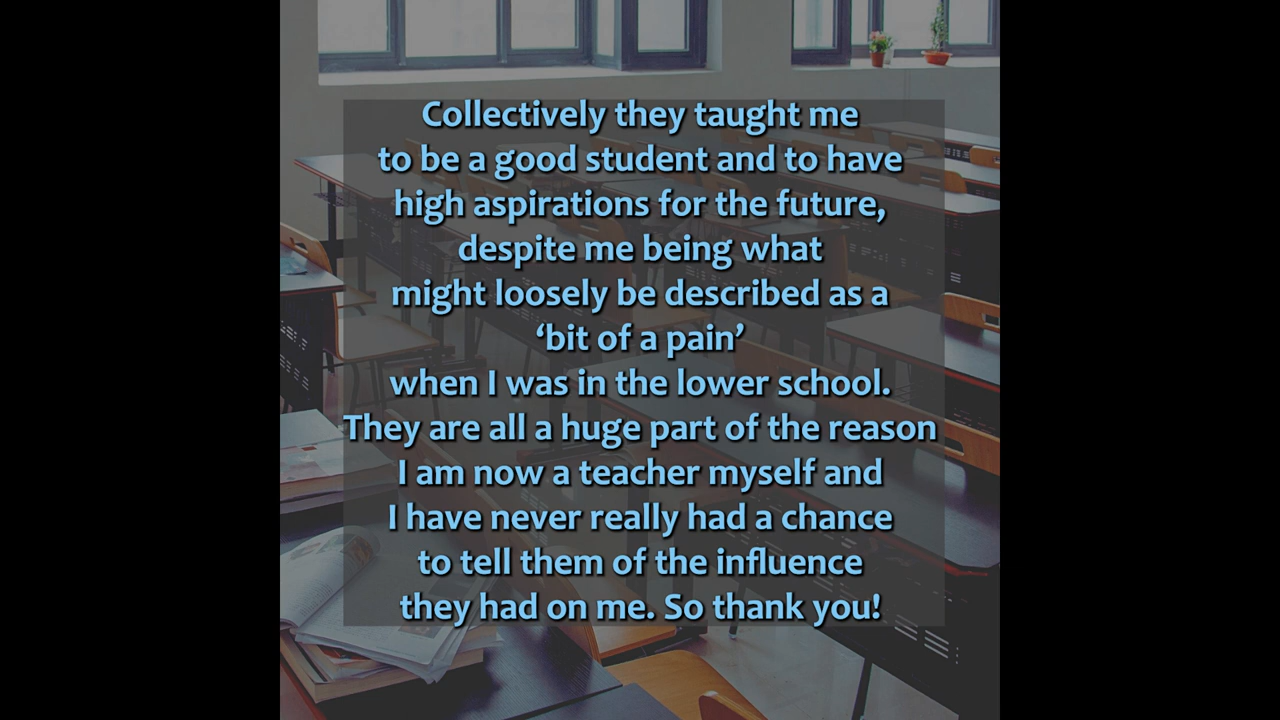 Collectively they taught me
to be a good student and to have
high aspirations for the future,
despite me being what
might loosely be described as a
‘bit of a pain’
when I was in the lower school.
They are all a huge part of the reason
I am now a teacher myself and
I have never really had a chance
to tell them of the influence
they had on me. So thank you!